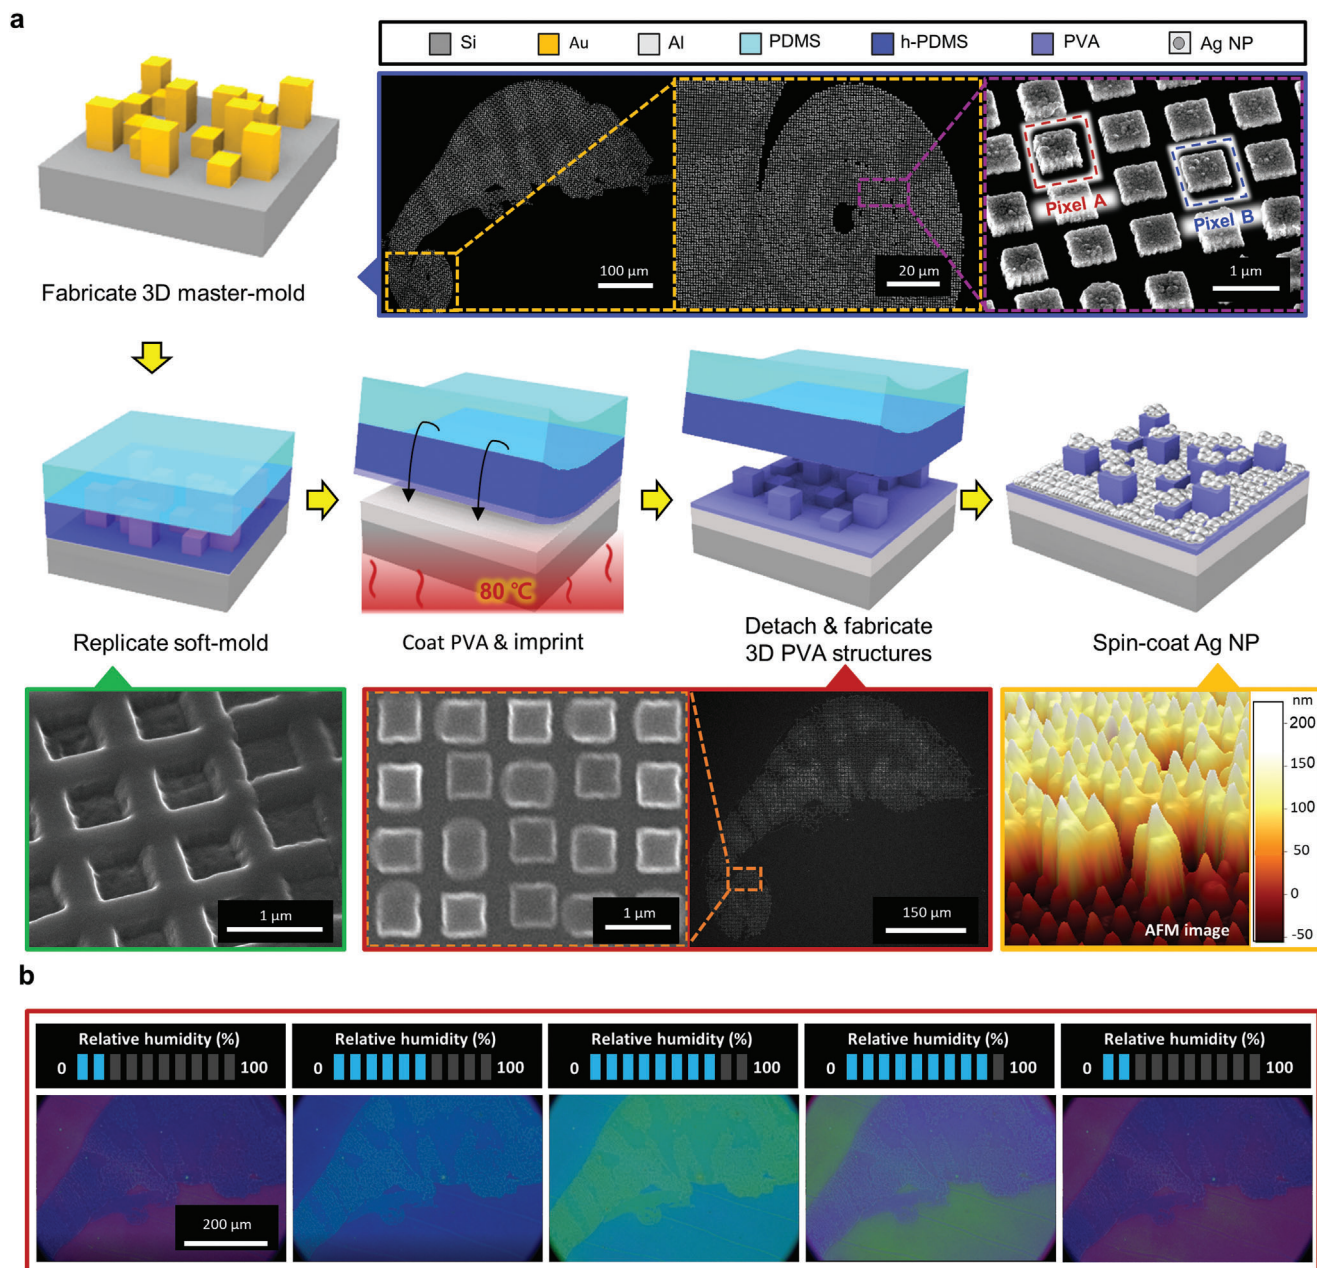 a
Si Au Al PDMS h-PDMS PVA Ag NP
100 µm
20 µm
Pixel A
Pixel B
1 µm
Fabricate 3D master-mold
80 °C
Replicate soft-mold
Coat PVA & imprint
Detach & fabricate
3D PVA structures
Spin-coat Ag NP
1 µm
1 µm
150 µm
nm
200
150
100
50
0
-50
AFM image
b
Relative humidity (%)
0 100
Relative humidity (%)
0 100
Relative humidity (%)
0 100
Relative humidity (%)
0 100
Relative humidity (%)
0 100
200 µm